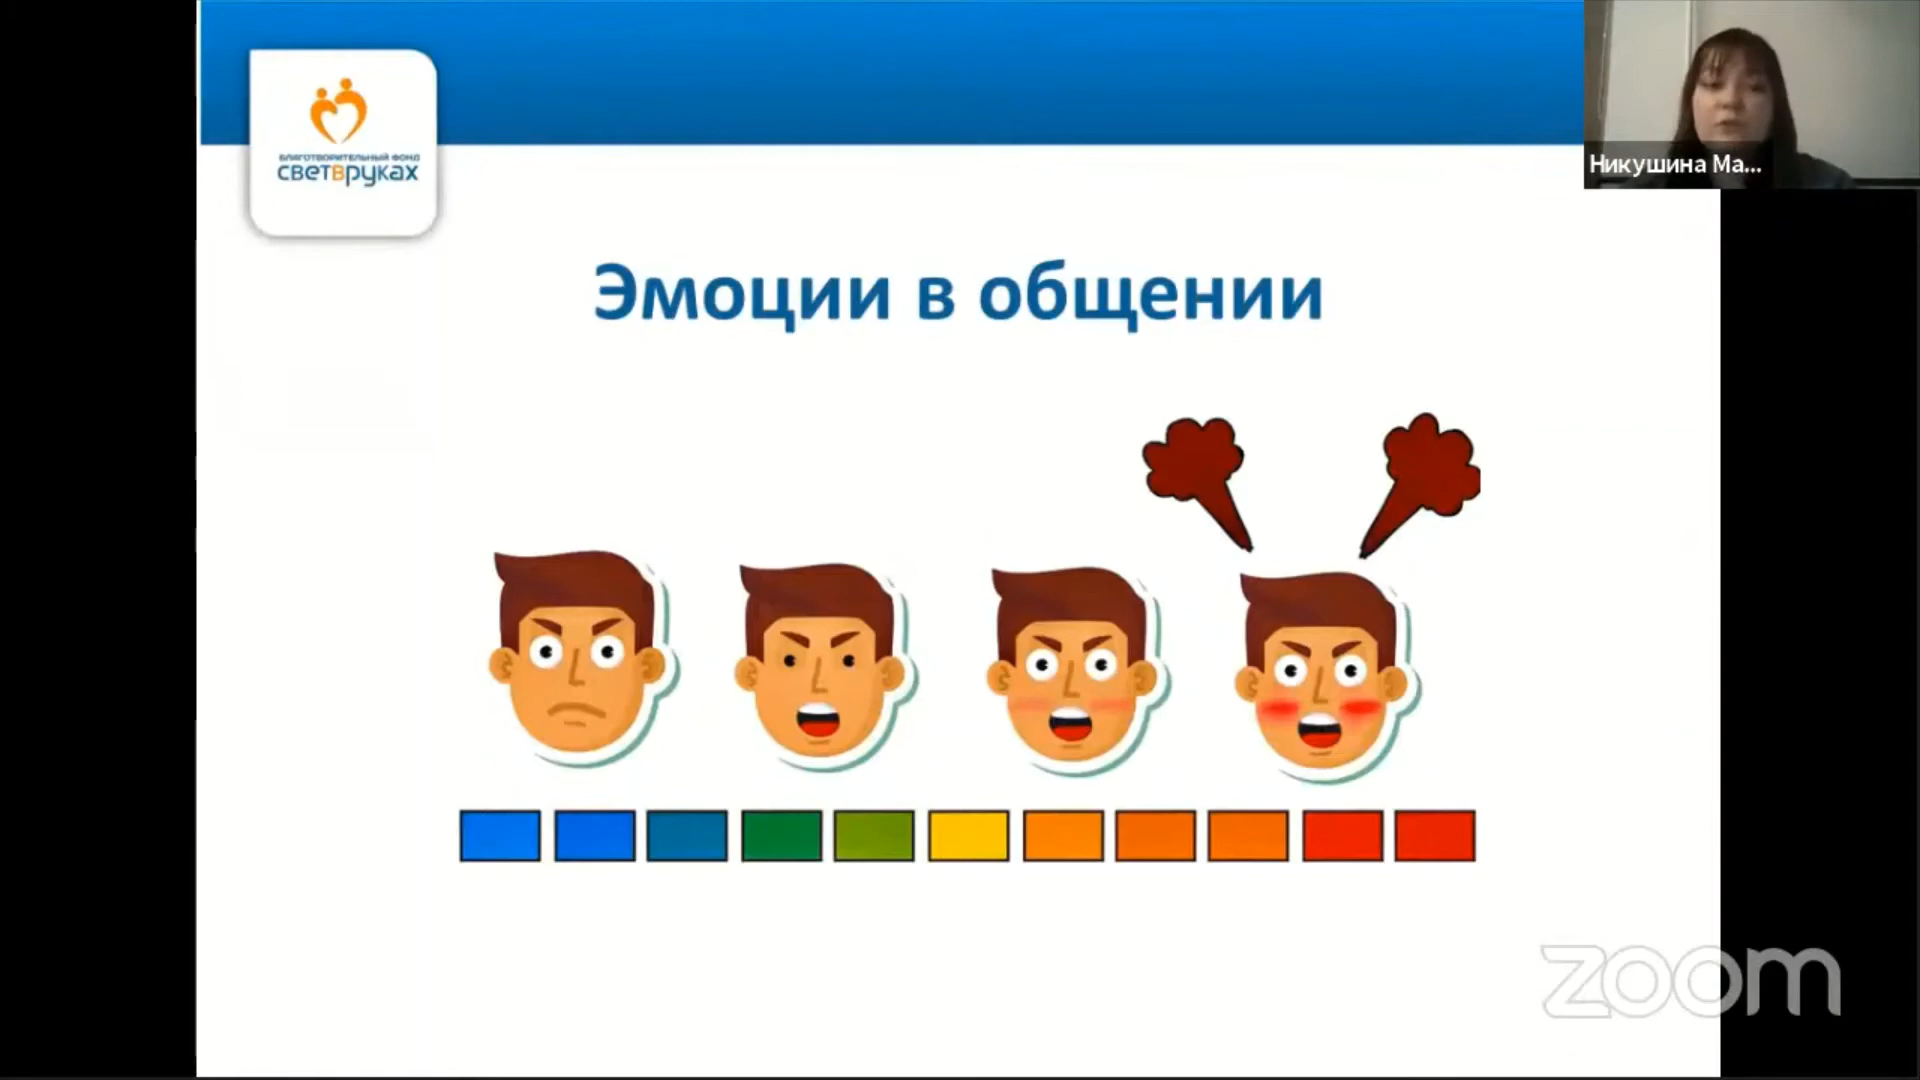 БЛАГОТВОРИТЕЛЬНЫЙ ФОНД
светвруках
Никушина Ма...
Эмоции в общении
zoom